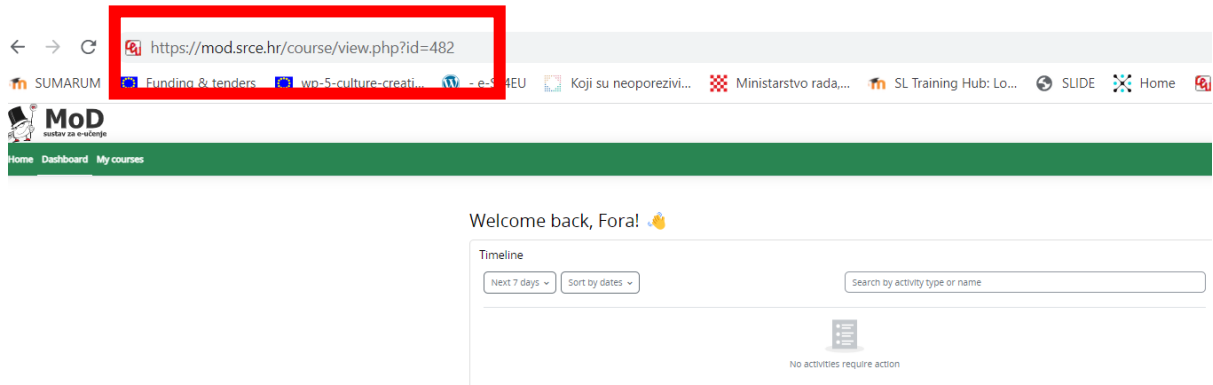 https://mod.srce.hr/course/view.php?id=482
SUMARUM Funding & tenders wp-5-culture-creati... - e-SL4EU Koji su neoporezivi... Ministarstvo rada,... SL Training Hub: Lo... SLIDE Home
MoD
sustav za e-učenje
Home Dashboard My courses
Welcome back, Fora! 👋
Timeline
Next 7 days Sort by dates Search by activity type or name
No activities require action